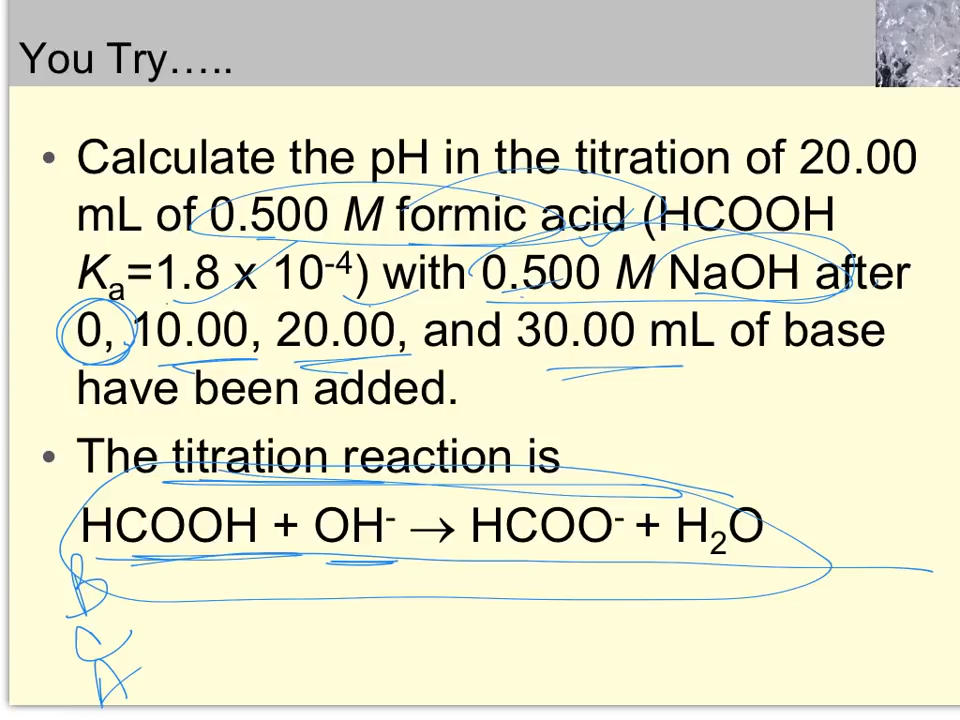 You Try…..
• Calculate the pH in the titration of 20.00
mL of 0.500 M formic acid (HCOOH
Kₐ=1.8 x 10⁻⁴) with 0.500 M NaOH after
0, 10.00, 20.00, and 30.00 mL of base
have been added.
• The titration reaction is
HCOOH + OH⁻ → HCOO⁻ + H₂O
B
C
A